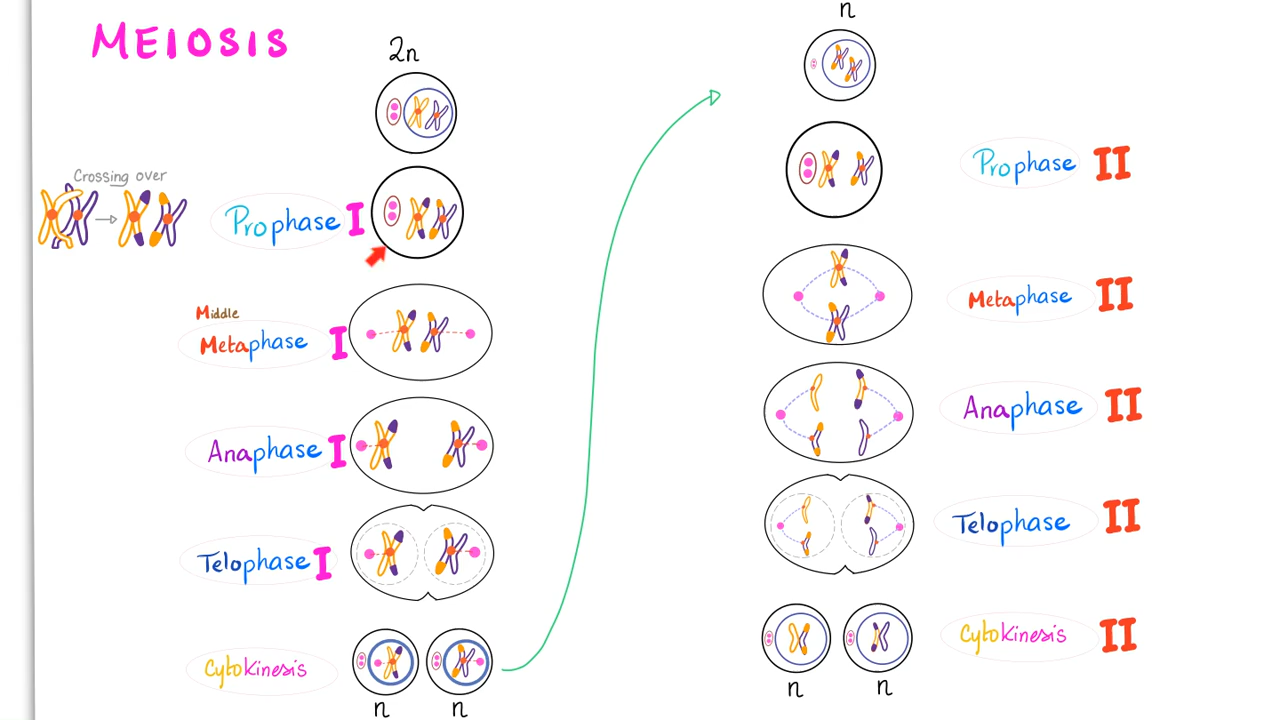 MEIOSIS
2n
Crossing over
Prophase I
Middle
Metaphase I
Anaphase I
Telophase I
Cytokinesis
n
n
n
Prophase II
Metaphase II
Anaphase II
Telophase II
Cytokinesis II
n
n